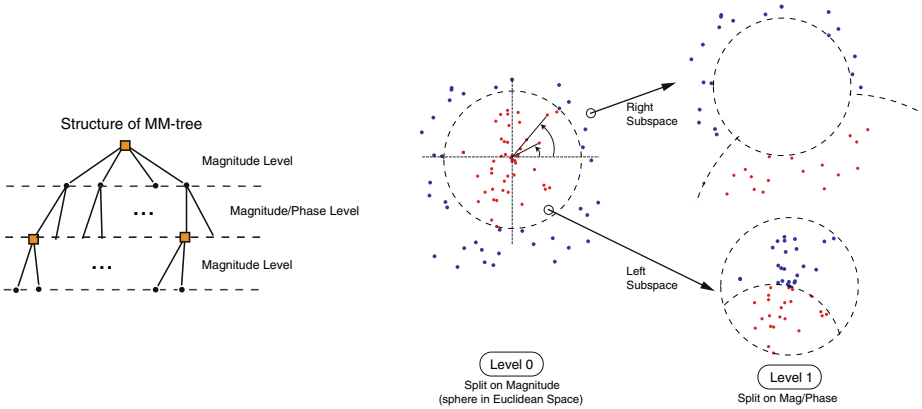 Structure of MM-tree
Magnitude Level
Magnitude/Phase Level
...
Magnitude Level
...
Right
Subspace
Left
Subspace
Level 0
Split on Magnitude
(sphere in Euclidean Space)
Level 1
Split on Mag/Phase